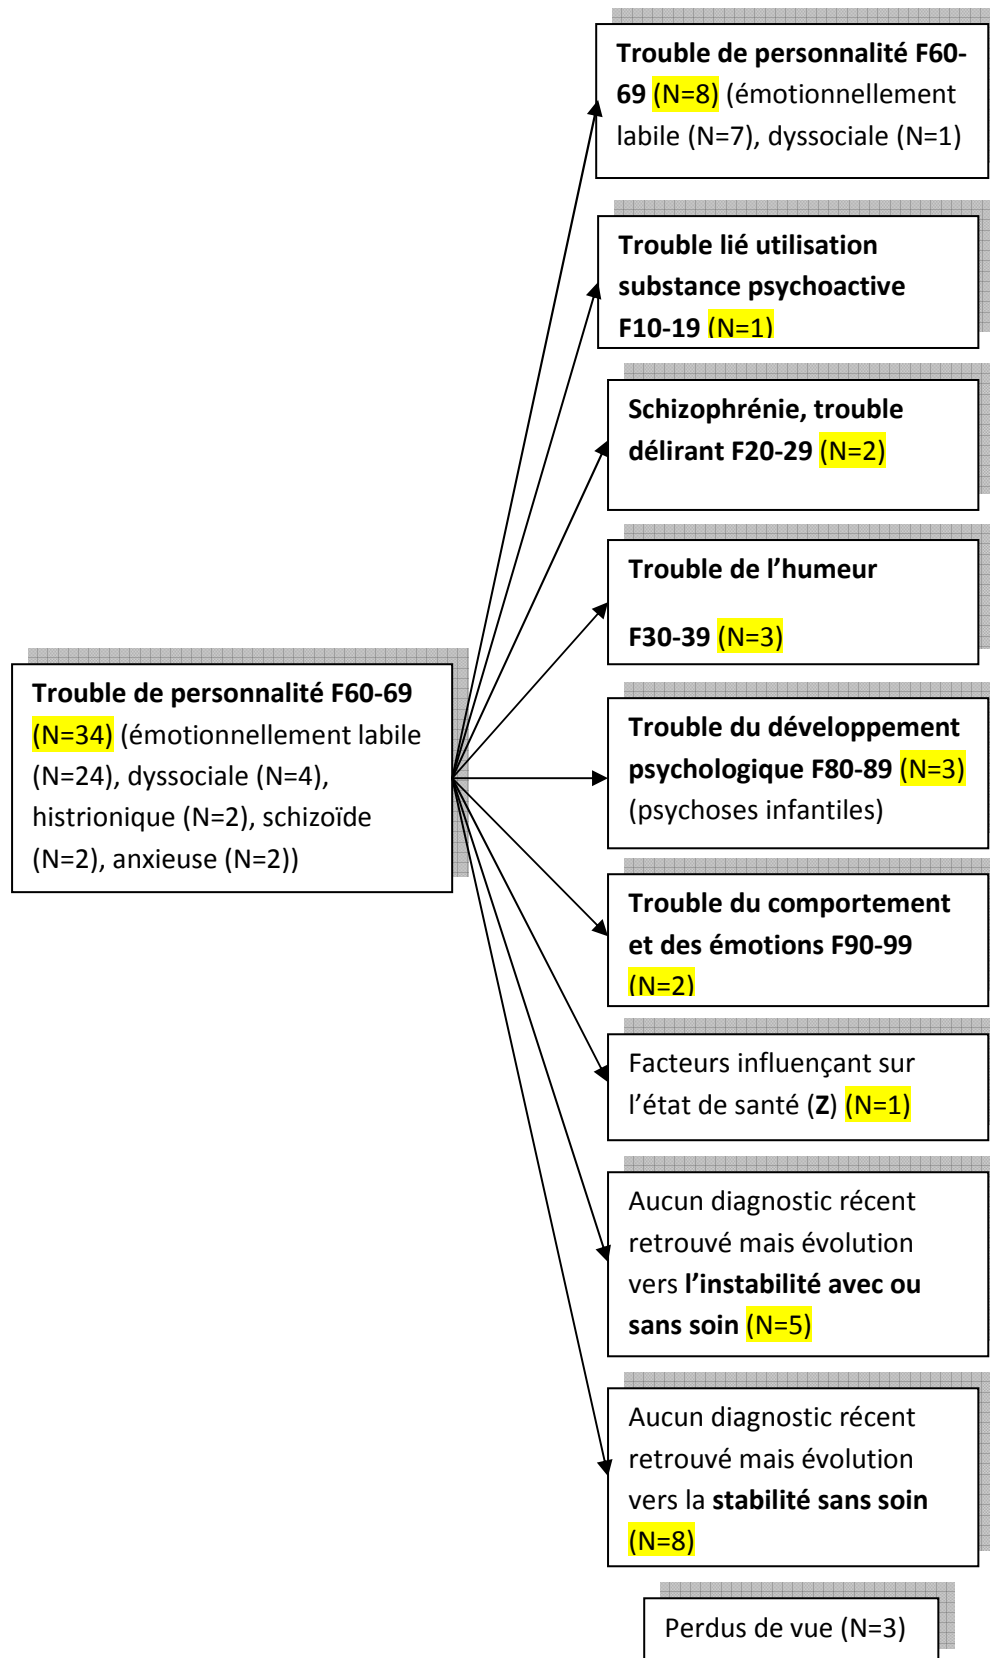 Trouble de personnalité F60-
69 (N=8) (émotionnellement
labile (N=7), dyssociale (N=1)
Trouble lié utilisation
substance psychoactive
F10-19 (N=1)
Schizophrénie, trouble
délirant F20-29 (N=2)
Trouble de l’humeur
F30-39 (N=3)
Trouble de personnalité F60-69
(N=34) (émotionnellement labile
(N=24), dyssociale (N=4),
histrionique (N=2), schizoïde
(N=2), anxieuse (N=2))
Trouble du développement
psychologique F80-89 (N=3)
(psychoses infantiles)
Trouble du comportement
et des émotions F90-99
(N=2)
Facteurs influençant sur
l’état de santé (Z) (N=1)
Aucun diagnostic récent
retrouvé mais évolution
vers l’instabilité avec ou
sans soin (N=5)
Aucun diagnostic récent
retrouvé mais évolution
vers la stabilité sans soin
(N=8)
Perdus de vue (N=3)